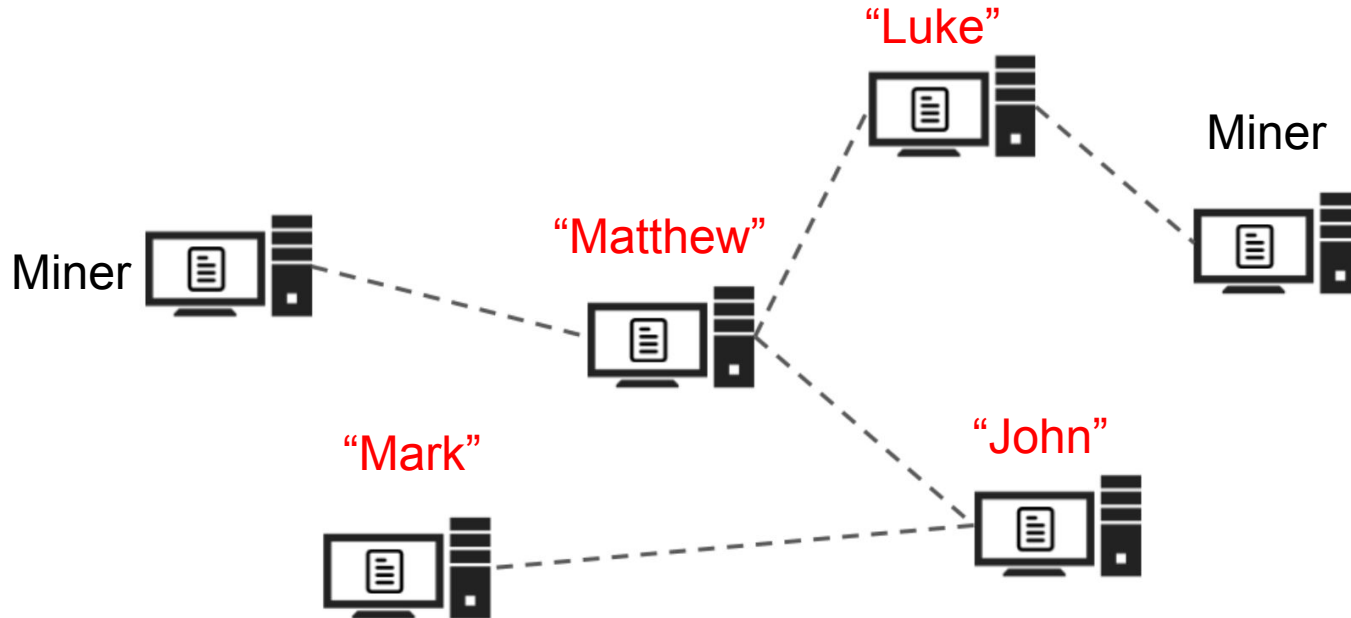 “Luke”
Miner
“Matthew”
Miner
“Mark”
“John”